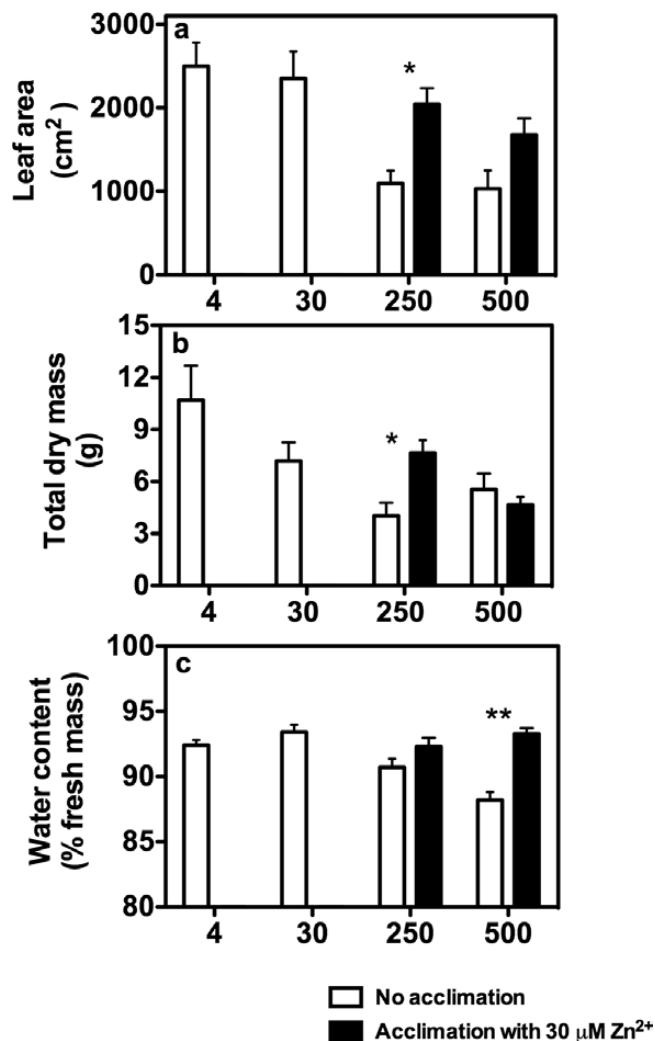 a
3000
2000
1000
0
Leaf area
(cm²)
*
4 30 250 500
b
15
12
9
6
3
0
Total dry mass
(g)
*
4 30 250 500
c
100
95
90
85
80
Water content
(% fresh mass)
**
4 30 250 500
No acclimation
Acclimation with 30 μM Zn²⁺